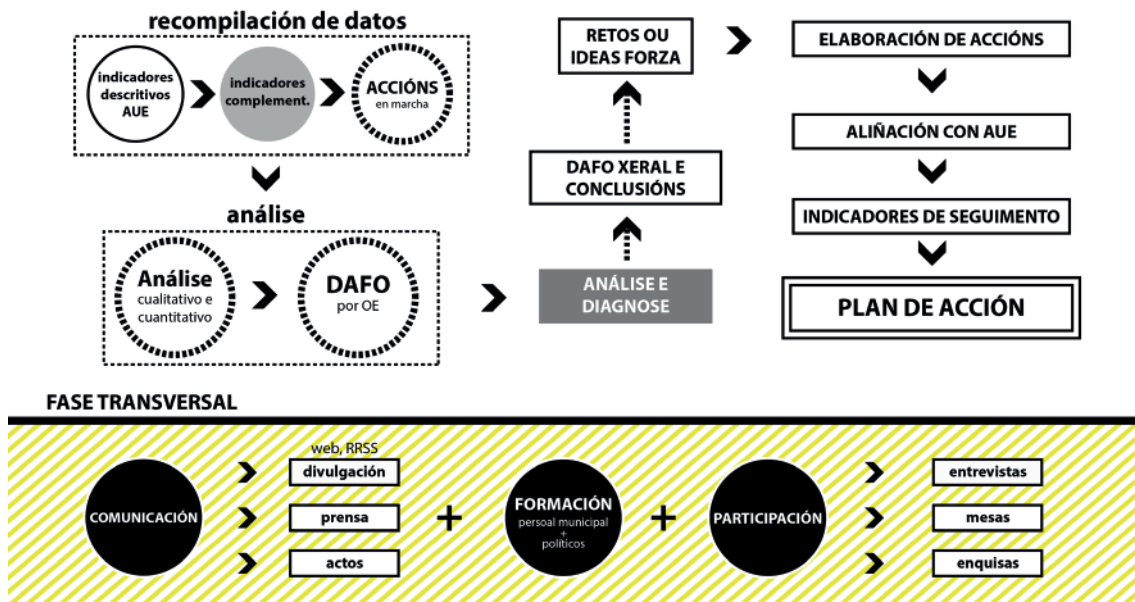 recompilación de datos
indicadores
descritivos
AUE
indicadores
complement.
ACCIÓNS
en marcha
análise
Análise
cualitativo e
cuantitativo
DAFO
por OE
ANÁLISE E
DIAGNOSE
DAFO XERAL E
CONCLUSIÓNS
RETOS OU
IDEAS FORZA
ELABORACIÓN DE ACCIÓNS
ALIÑACIÓN CON AUE
INDICADORES DE SEGUIMENTO
PLAN DE ACCIÓN
FASE TRANSVERSAL
COMUNICACIÓN
web, RRSS
divulgación
prensa
actos
+
FORMACIÓN
persoal municipal
+
políticos
+
PARTICIPACIÓN
entrevistas
mesas
enquisas